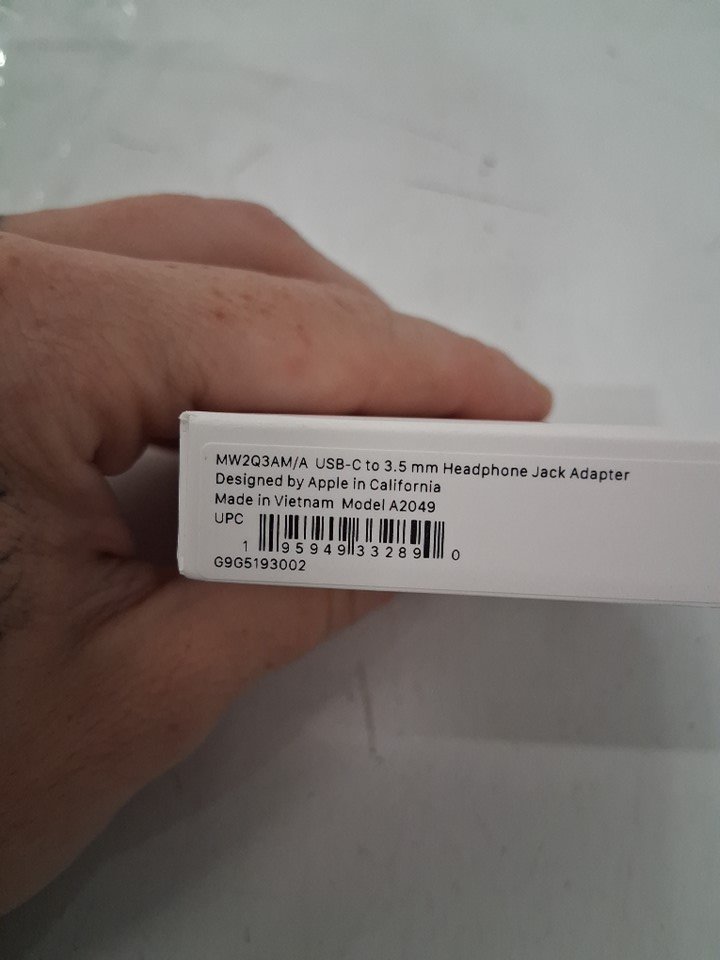 MW2Q3AM/A USB-C to 3.5 mm Headphone Jack Adapter
Designed by Apple in California
Made in Vietnam Model A2049
UPC
1 95949 33289 0
G9G5193002